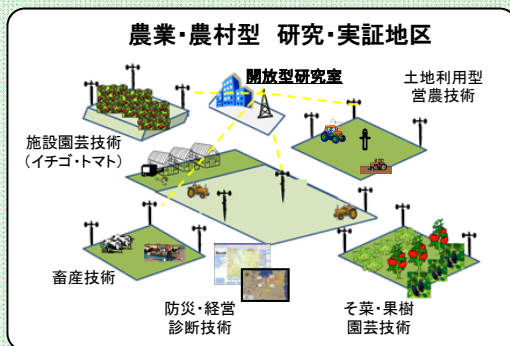 農業・農村型 研究・実証地区
開放型研究室
土地利用型
営農技術
施設園芸技術
（イチゴ・トマト）
畜産技術
防災・経営
診断技術
そ菜・果樹
園芸技術